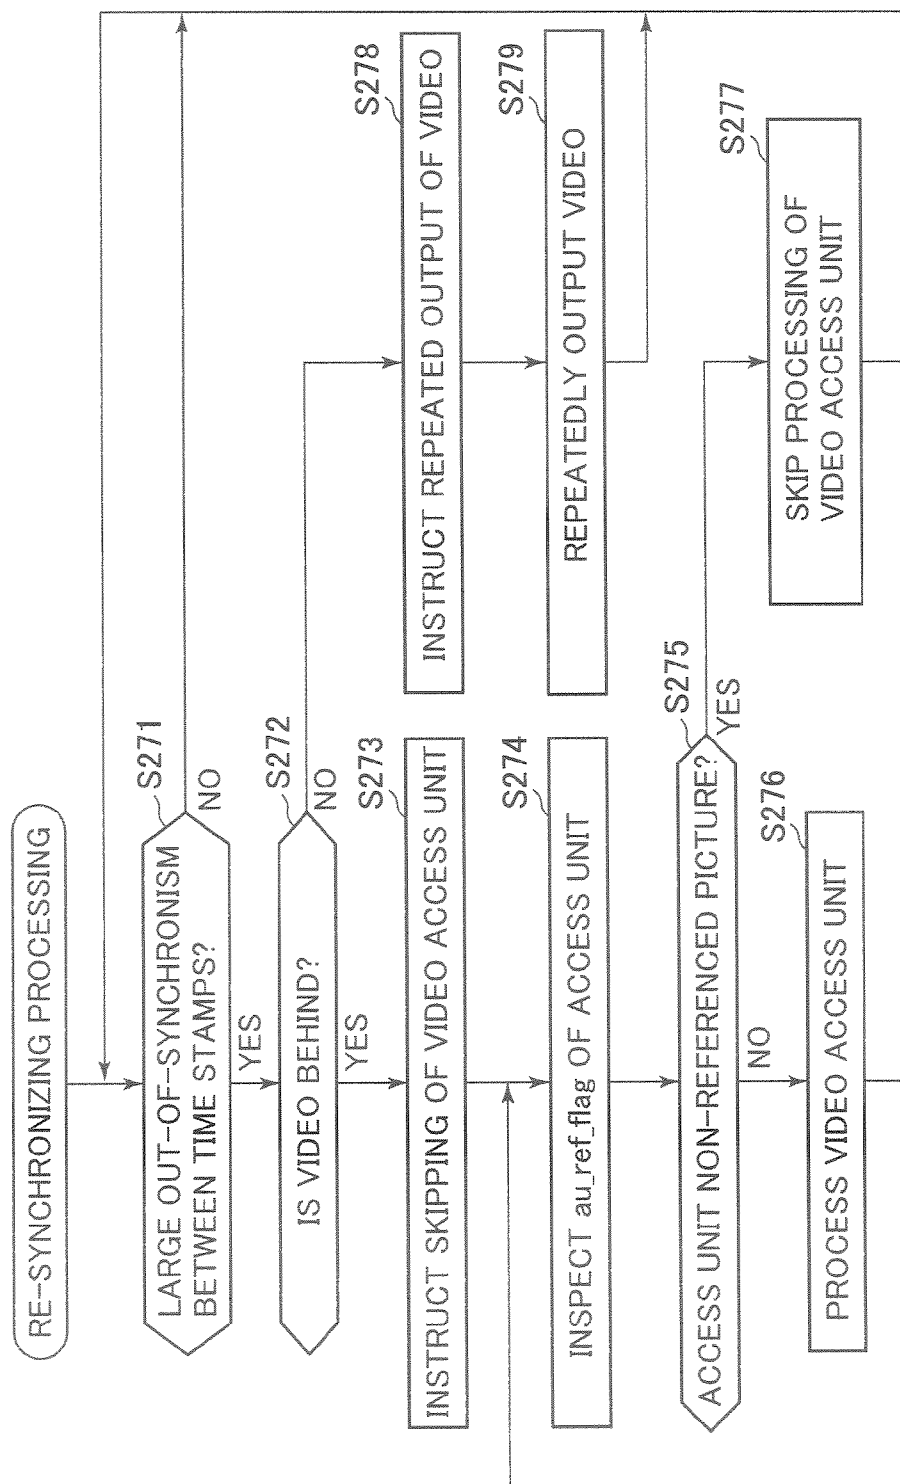 RE-SYNCHRONIZING PROCESSING
S271
LARGE OUT-OF-SYNCHRONISM
BETWEEN TIME STAMPS?
NO
YES
S272
IS VIDEO BEHIND?
NO
YES
S273
INSTRUCT SKIPPING OF VIDEO ACCESS UNIT
S278
INSTRUCT REPEATED OUTPUT OF VIDEO
S274
INSPECT au_ref_flag OF ACCESS UNIT
S279
REPEATEDLY OUTPUT VIDEO
S275
ACCESS UNIT NON-REFERENCED PICTURE?
YES
NO
S276
PROCESS VIDEO ACCESS UNIT
S277
SKIP PROCESSING OF
VIDEO ACCESS UNIT